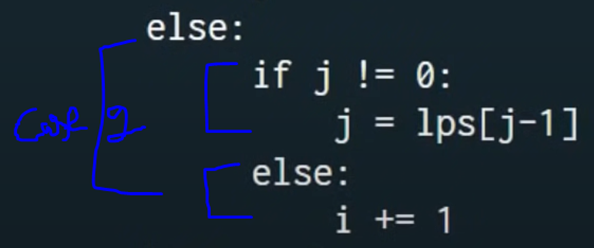 else:
if j != 0:
Case 2
j = lps[j-1]
else:
i += 1